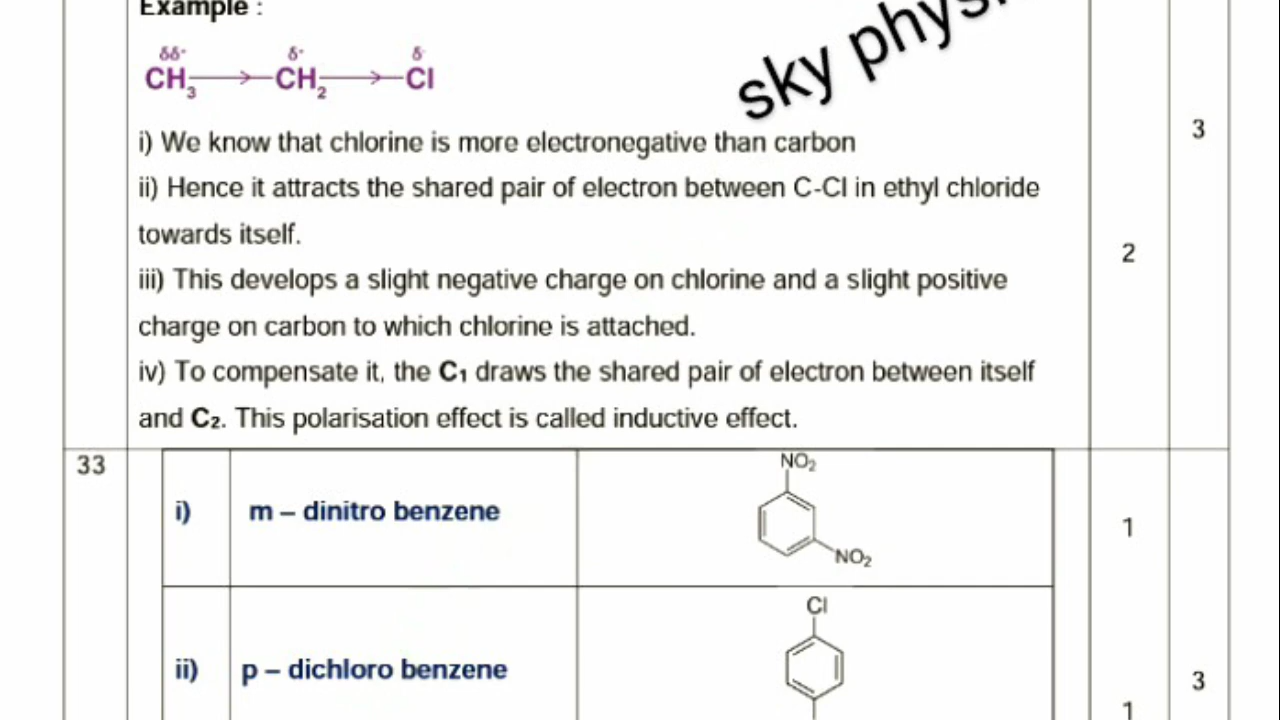 Example :
sky physi
δδ+ δ+ δ-
CH₃ CH₂ Cl
i) We know that chlorine is more electronegative than carbon
3
ii) Hence it attracts the shared pair of electron between C-Cl in ethyl chloride
towards itself.
2
iii) This develops a slight negative charge on chlorine and a slight positive
charge on carbon to which chlorine is attached.
iv) To compensate it, the C₁ draws the shared pair of electron between itself
and C₂. This polarisation effect is called inductive effect.
33
NO₂
i) m – dinitro benzene
1
NO₂
Cl
ii) p – dichloro benzene
3
1